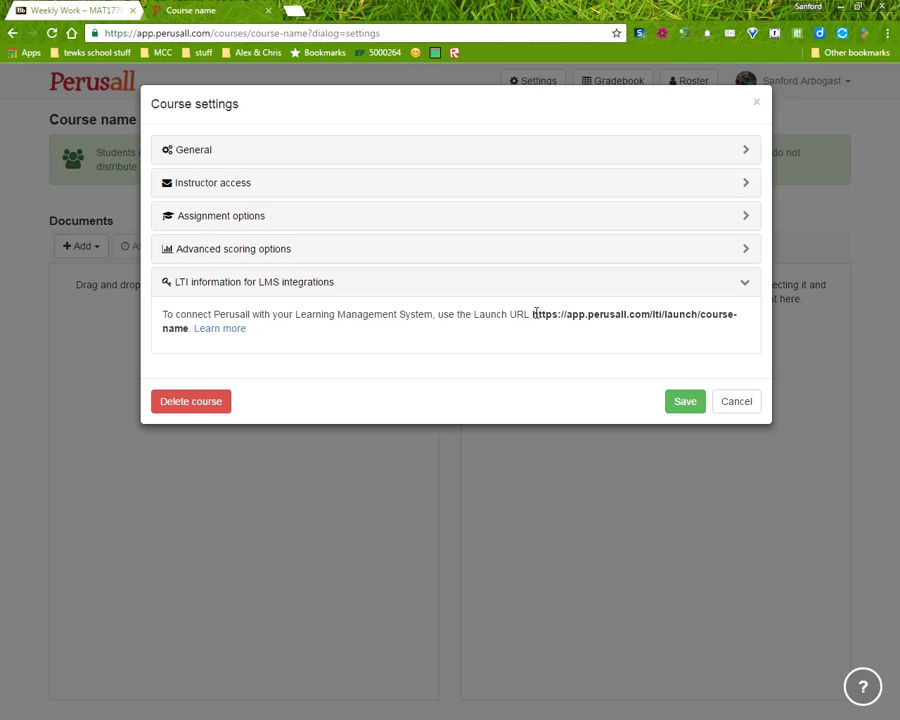 Sanford
Weekly Work – MAT177
Course name
https://app.perusall.com/courses/course-name?dialog=settings
Apps tewks school stuff MCC stuff Alex & Chris Bookmarks EF 5000264 Other bookmarks
Perusall Settings Gradebook Roster Sanford Arbogast
Course settings ×
Course name
General
Students
do not
distribute
Instructor access
Assignment options
Documents
+ Add
Advanced scoring options
LTI information for LMS integrations
Drag and drop
ecting it and
t here.
To connect Perusall with your Learning Management System, use the Launch URL https://app.perusall.com/lti/launch/course-
name. Learn more
Delete course Save Cancel
?